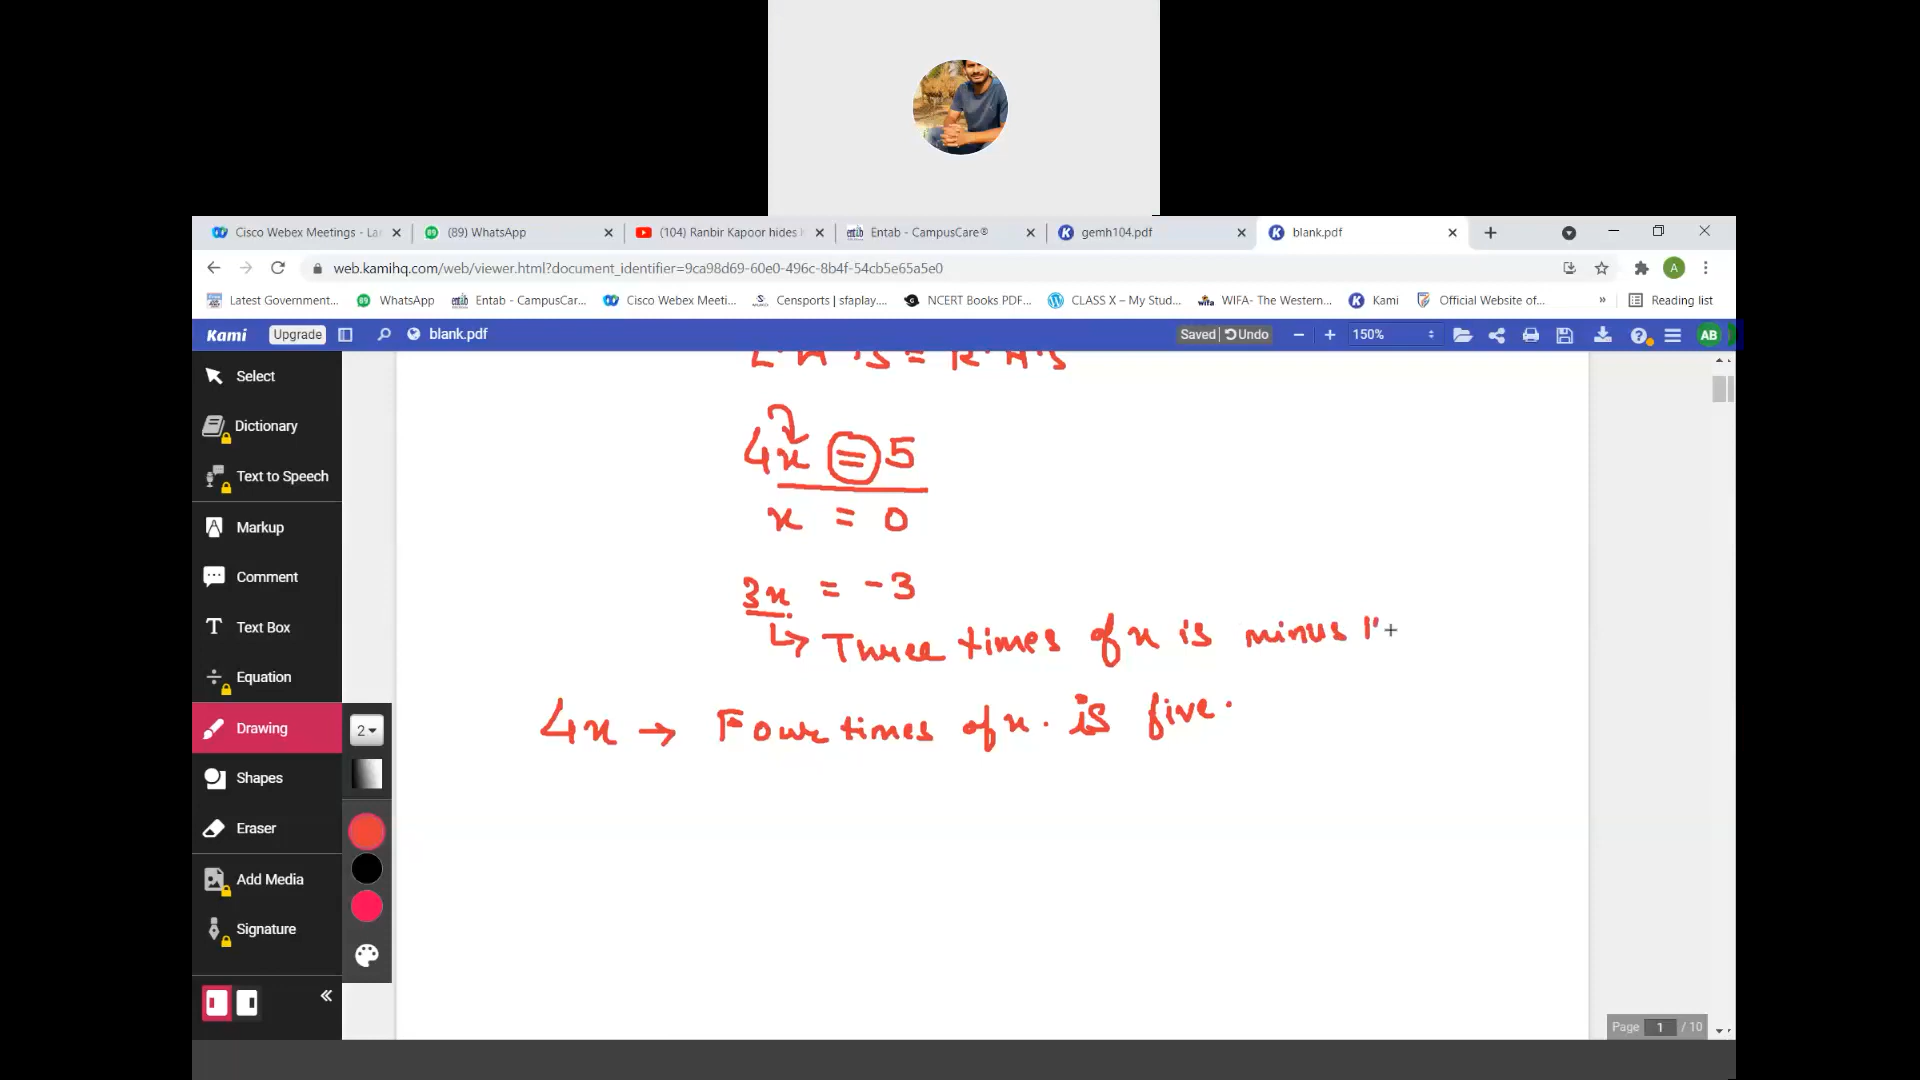 Cisco Webex Meetings - La
(89) WhatsApp
(104) Ranbir Kapoor hides
Entab - CampusCare®
gemh104.pdf
blank.pdf
web.kamihq.com/web/viewer.html?document_identifier=9ca98d69-60e0-496c-8b4f-54cb5e65a5e0
A
Latest Government...
WhatsApp
Entab - CampusCar...
Cisco Webex Meeti...
Censports | sfaplay....
NCERT Books PDF...
CLASS X – My Stud...
WIFA- The Western...
Kami
Official Website of...
»
Reading list
Kami
Upgrade
blank.pdf
Saved
Undo
150%
AB
Select
Dictionary
Text to Speech
Markup
Comment
Text Box
Equation
Drawing
Shapes
Eraser
Add Media
Signature
2
L·H·S = R·H·S
4x = 5
x = 0
3x = -3
↳ Three times of x is minus
4x → Four times of x. is five.
Page 1 / 10